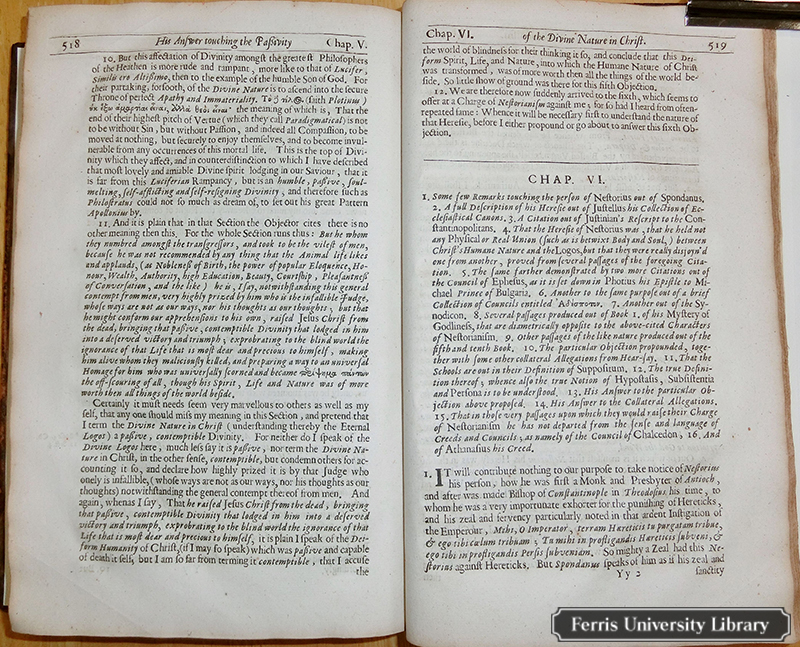 518 His Answer touching the Passivity Chap. V.
10. But this affectation of Divinity amongst the greatest Philosophers
of the Heathen is more rude and rampant, more like to that of Lucifer,
Similis ero Altissimo, then to the example of the humble Son of God. For
their partaking, forsooth, of the Divine Nature is to ascend into the secure
Throne of perfect Apathy and Immateriality. (saith Plotinus)
the meaning of which is, That the
end of their highest pitch of Vertue (which they call Paradigmatical) is not
to be without Sin, but without Passion, and indeed all Compassion, to be
moved at nothing, but securely to enjoy themselves, and to become invul-
nerable from any occurrences of this mortal life. This is the top of Divi-
nity which they affect, and in counterdistinction to which I have described
that most lovely and amiable Divine spirit lodging in our Saviour, that it
is far from this Luciferian Rampancy, but is an humble, passive, soul-
melting, self-afflicting and self-resigning Divinity, and therefore such as
Philostratus could not so much as dream of, to set out his great Pattern
Apollonius by.
11. And it is plain that in that Section the Objector cites there is no
other meaning then this. For the whole Section runs thus: But he whom
they numbred amongst the transgressors, and took to be the vilest of men,
because he was not recommended by any thing that the Animal life likes
and applauds, (as Nobleness of Birth, the power of popular Eloquence, Ho-
nour, Wealth, Authority, high Education, Beauty, Courtship, Pleasantness
of Conversation, and the like) he is, I say, notwithstanding this general
contempt from men, very highly prized by him who is the infallible Judge,
whose ways are not as our ways, nor his thoughts as our thoughts; but that
he might conform our apprehensions to his own, raised Jesus Christ from
the dead, bringing that passive, contemptible Divinity that lodged in him
into a deserved victory and triumph, exprobrating to the blind world the
ignorance of that Life that is most dear and precious to himself, making
him alive whom they maliciously killed, and preparing a way to an universal
Homage for him who was universally scorned and became
the off-scouring of all, though his Spirit, Life and Nature was of more
worth then all things of the world beside.
Certainly it must needs seem very marvellous to others as well as my
self, that any one should miss my meaning in this Section, and pretend that
I term the Divine Nature in Christ (understanding thereby the Eternal
Logos) a passive, contemptible Divinity. For neither do I speak of the
Divine Logos here, much less say it is passive, nor term the Divine Na-
ture in Christ, in the other sense, contemptible, but condemn others for ac-
counting it so, and declare how highly prized it is by that Judge who
onely is infallible, (whose ways are not as our ways, nor his thoughts as our
thoughts) notwithstanding the general contempt thereof from men. And
again, whenas I say, That he raised Jesus Christ from the dead, bringing
that passive, contemptible Divinity that lodged in him into a deserved
victory and triumph, exprobrating to the blind world the ignorance of that
Life that is most dear and precious to himself, it is plain I speak of the Dei-
form Humanity of Christ, (if I may so speak) which was passive and capable
of death it self, but I am so far from terming it contemptible, that I accuse
the
Chap. VI. of the Divine Nature in Christ. 519
the world of blindness for their thinking it so, and conclude that this Dei-
form Spirit, Life, and Nature, into which the Humane Nature of Christ
was transformed, was of more worth then all the things of the world be-
side. So little show of ground was there for this fifth Objection.
12. We are therefore now suddenly arrived to the sixth, which seems to
offer at a Charge of Nestorianism against me; for so had I heard from often-
repeated time: Whence it will be necessary first to understand the nature of
that Heresie, before I either propound or go about to answer this sixth Ob-
jection.
CHAP. VI.
1. Some few Remarks touching the person of Nestorius out of Spondanus.
2. A full Description of his Heresie out of Justellus his Collection of Ec-
clesiastical Canons. 3. A Citation out of Justinian's Rescript to the Con-
stantinopolitans. 4. That the Heresie of Nestorius was, that he held not
any Physical or Real Union (such as is betwixt Body and Soul,) between
Christ's Humane Nature and the Logos, but that they were really disjoyn'd
one from another, proved from several passages of the foregoing Cita-
tion. 5. The same farther demonstrated by two more Citations out of
the Council of Ephesus, as it is set down in Photius his Epistle to Mi-
chael Prince of Bulgaria. 6. Another to the same purpose out of a brief
Collection of Councils entitled 7. Another out of the Sy-
nodicon. 8. Several passages produced out of Book 1. of his Mystery of
Godliness, that are diametrically opposite to the above-cited Characters
of Nestorianism. 9. Other passages of the like nature produced out of the
fifth and tenth Book. 10. The particular Objection propounded, toge-
ther with some other collateral Allegations from Hear-say. 11. That the
Schools are out in their Definition of Suppositum. 12. The true Defini-
tion thereof; whence also the true Notion of Hypostasis, Subsistentia
and Persona is to be understood. 13. His Answer to the particular Ob-
jection above proposed. 14. His Answer to the Collateral Allegations.
15. That in those very passages upon which they would raise their Charge
of Nestorianism he has not departed from the sense and language of
Creeds and Councils, as namely of the Council of Chalcedon, 16. And
of Athanasius his Creed.
1. IT will contribute nothing to our purpose to take notice of Nestorius
his person, how he was first a Monk and Presbyter of Antioch,
and after was made Bishop of Constantinople in Theodosius his time, to
whom he was a very importunate exhorter for the punishing of Hereticks,
and his zeal and fervency particularly noted in that ardent Instigation of
the Emperour, Mihi, O Imperator, terram Hæreticis tu purgatam tribue,
& ego tibi cœlum tribuam; Tu mihi in profligandis Hæreticis subveni, &
ego tibi in profligandis Persis subveniam. So mighty a Zeal had this Ne-
storius against Hereticks. But Spondanus speaks of him as if his zeal and
Yy 2 sanctity
Ferris University Library